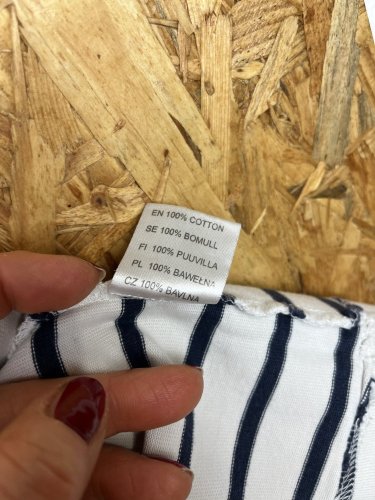 EN 100% COTTON
SE 100% BOMULL
FI 100% PUUVILLA
PL 100% BAWEŁNA
CZ 100% BAVLNA